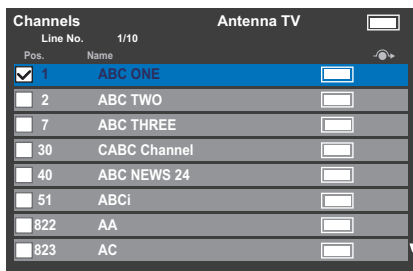 Channels Antenna TV
Line No. 1/10
Pos. Name
1 ABC ONE
2 ABC TWO
7 ABC THREE
30 CABC Channel
40 ABC NEWS 24
51 ABCi
822 AA
823 AC